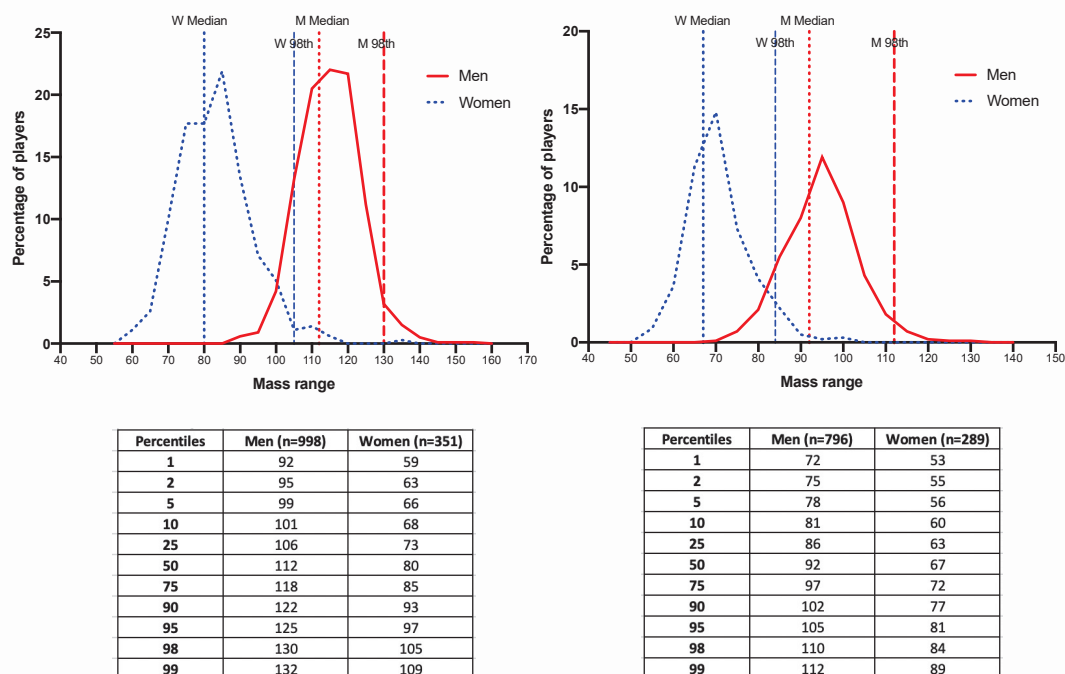 W Median M Median
W 98th M 98th
25
20
15
10
5
0
Percentage of players
40 50 60 70 80 90 100 110 120 130 140 150 160 170
Mass range
Men
Women
Percentiles Men (n=998) Women (n=351)
1 92 59
2 95 63
5 99 66
10 101 68
25 106 73
50 112 80
75 118 85
90 122 93
95 125 97
98 130 105
99 132 109
W Median M Median
W 98th M 98th
20
15
10
5
0
Percentage of players
40 50 60 70 80 90 100 110 120 130 140 150
Mass range
Men
Women
Percentiles Men (n=796) Women (n=289)
1 72 53
2 75 55
5 78 56
10 81 60
25 86 63
50 92 67
75 97 72
90 102 77
95 105 81
98 110 84
99 112 89